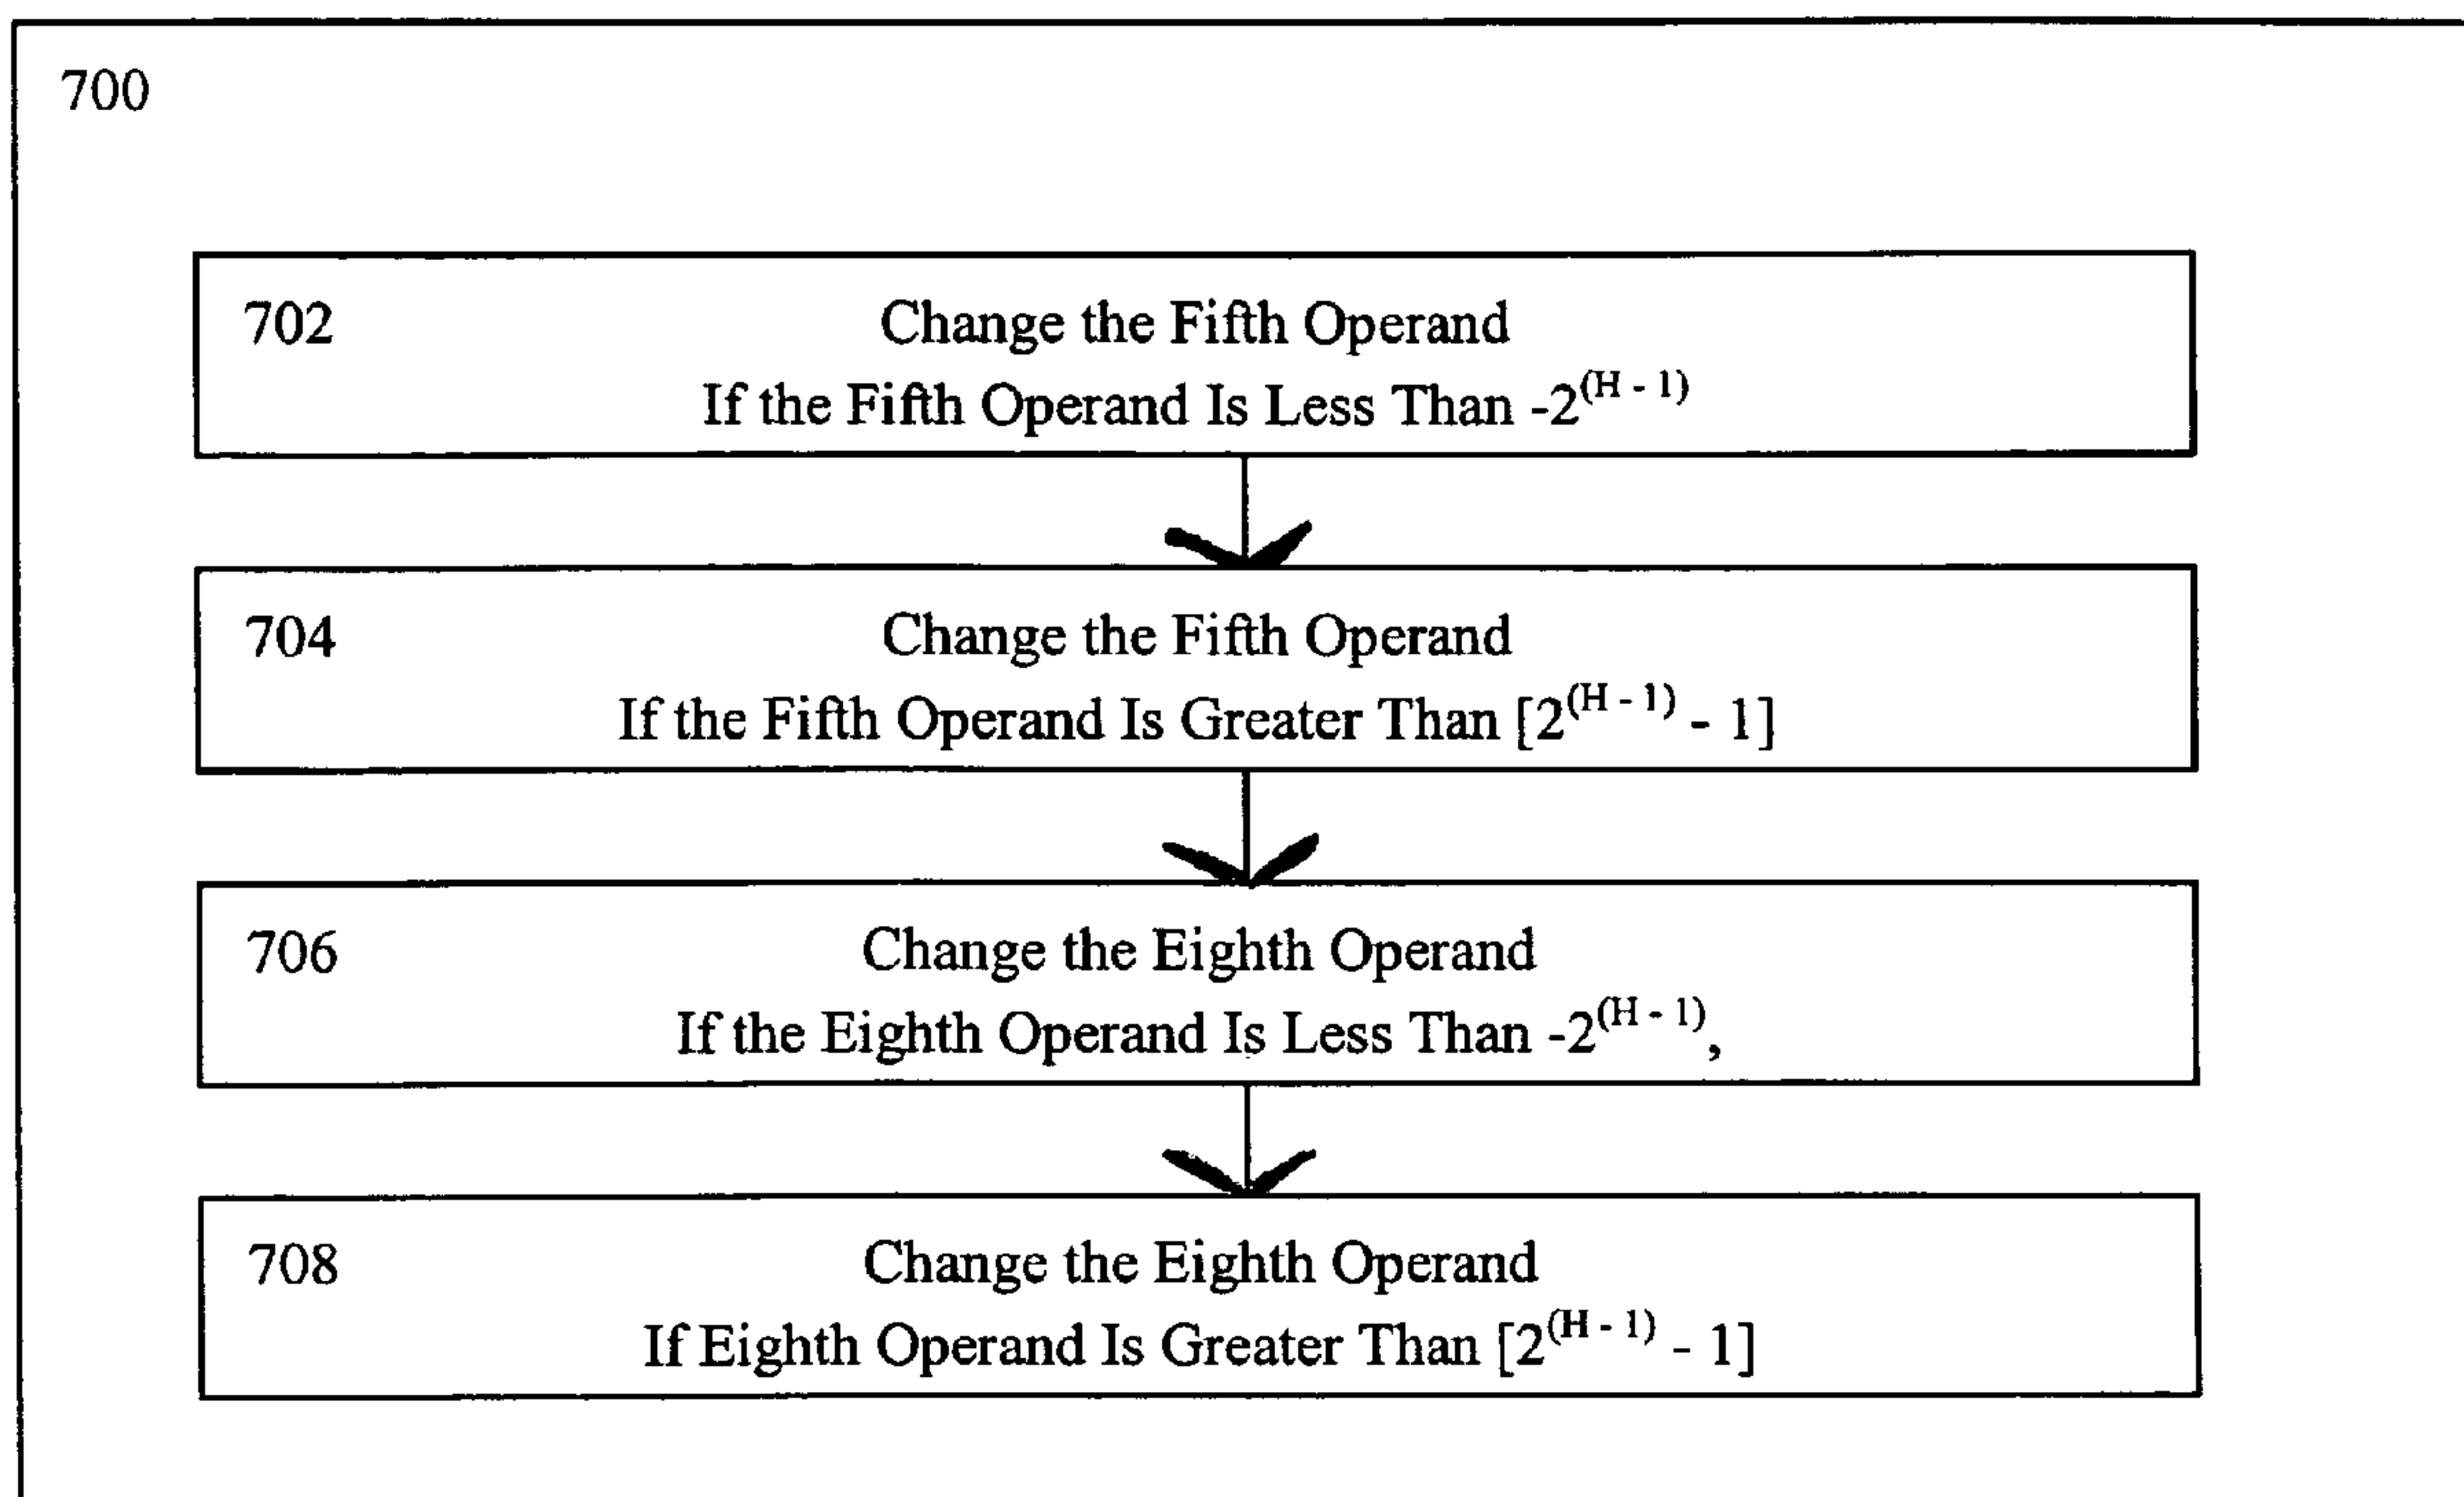 700
702 Change the Fifth Operand
If the Fifth Operand Is Less Than -2^(H - 1)
704 Change the Fifth Operand
If the Fifth Operand Is Greater Than [2^(H - 1) - 1]
706 Change the Eighth Operand
If the Eighth Operand Is Less Than -2^(H - 1),
708 Change the Eighth Operand
If Eighth Operand Is Greater Than [2^(H - 1) - 1]